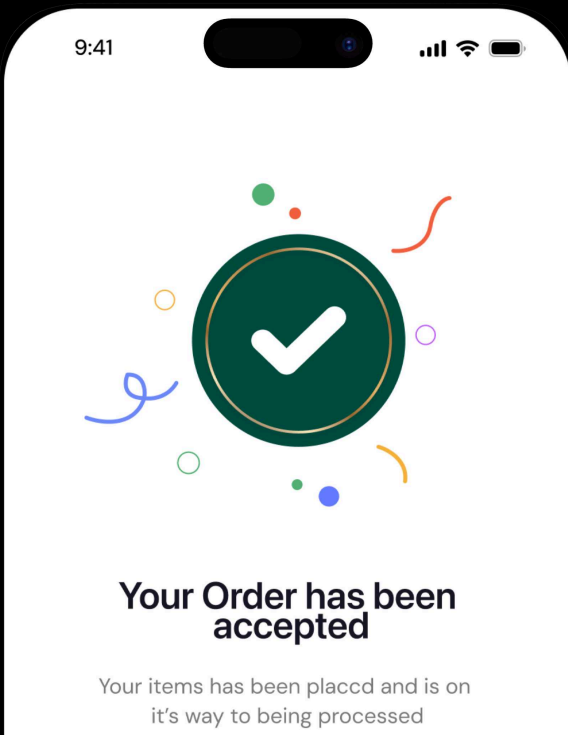 9:41
Your Order has been
accepted
Your items has been placcd and is on
it’s way to being processed